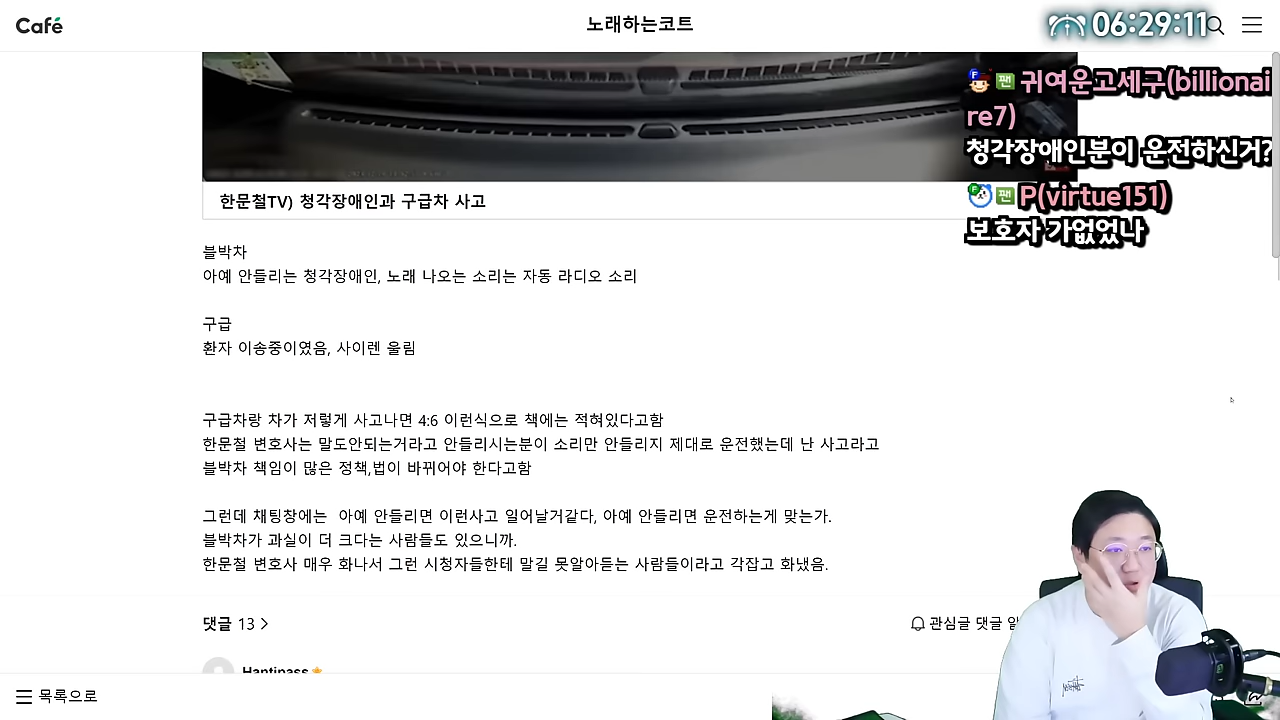 Café
노래하는코트
06:29:11
귀여운고세구(billionai
re7)
청각장애인분이 운전하신거?
P(virtue151)
보호자 가없었나
한문철TV) 청각장애인과 구급차 사고
블박차
아예 안들리는 청각장애인, 노래 나오는 소리는 자동 라디오 소리
구급
환자 이송중이였음, 사이렌 울림
구급차랑 차가 저렇게 사고나면 4:6 이런식으로 책에는 적혀있다고함
한문철 변호사는 말도안되는거라고 안들리시는분이 소리만 안들리지 제대로 운전했는데 난 사고라고
블박차 책임이 많은 정책,법이 바뀌어야 한다고함
그런데 채팅창에는 아예 안들리면 이런사고 일어날거같다, 아예 안들리면 운전하는게 맞는가.
블박차가 과실이 더 크다는 사람들도 있으니까.
한문철 변호사 매우 화나서 그런 시청자들한테 말길 못알아듣는 사람들이라고 각잡고 화냈음.
댓글 13
관심글 댓글 알
Hantipass
목록으로